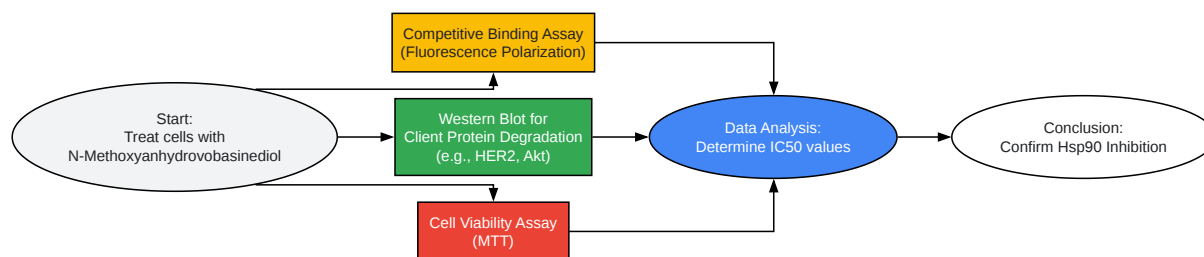 Start:
Treat cells with
N-Methoxyanhydrovobasinediol
Competitive Binding Assay
(Fluorescence Polarization)
Western Blot for
Client Protein Degradation
(e.g., HER2, Akt)
Cell Viability Assay
(MTT)
Data Analysis:
Determine IC50 values
Conclusion:
Confirm Hsp90 Inhibition